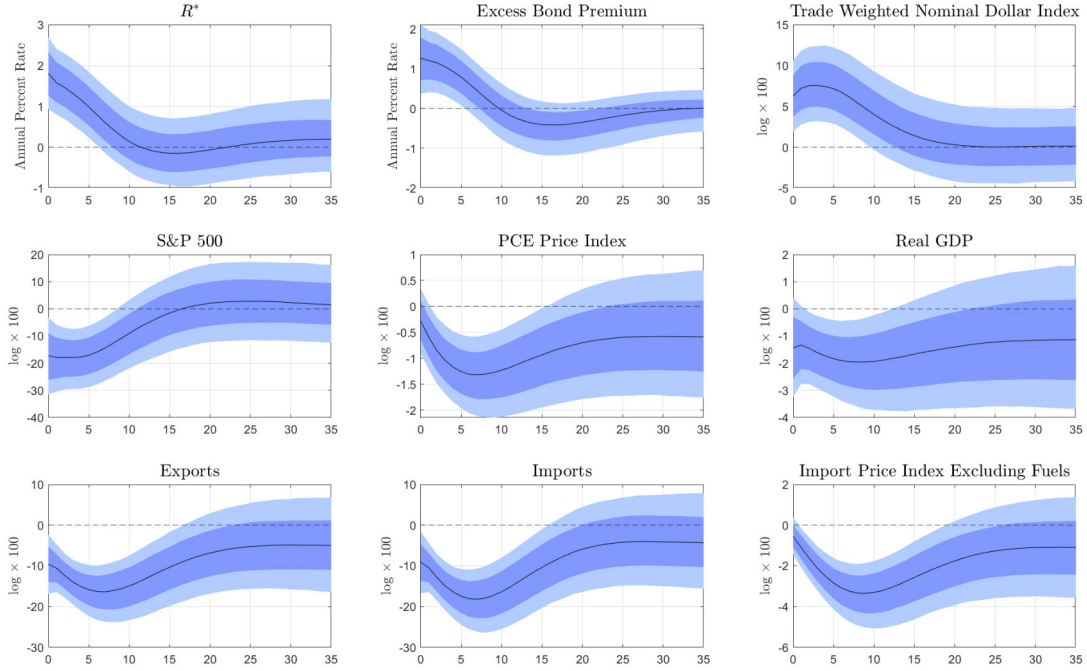 R*
Annual Percent Rate
3
2
1
0
-1
0 5 10 15 20 25 30 35
Excess Bond Premium
Annual Percent Rate
2
1
0
-1
-2
0 5 10 15 20 25 30 35
Trade Weighted Nominal Dollar Index
log × 100
15
10
5
0
-5
0 5 10 15 20 25 30 35
S&P 500
log × 100
20
10
0
-10
-20
-30
-40
0 5 10 15 20 25 30 35
PCE Price Index
log × 100
1
0.5
0
-0.5
-1
-1.5
-2
0 5 10 15 20 25 30 35
Real GDP
log × 100
2
1
0
-1
-2
-3
-4
0 5 10 15 20 25 30 35
Exports
log × 100
10
0
-10
-20
-30
0 5 10 15 20 25 30 35
Imports
log × 100
10
0
-10
-20
-30
0 5 10 15 20 25 30 35
Import Price Index Excluding Fuels
log × 100
2
0
-2
-4
-6
0 5 10 15 20 25 30 35